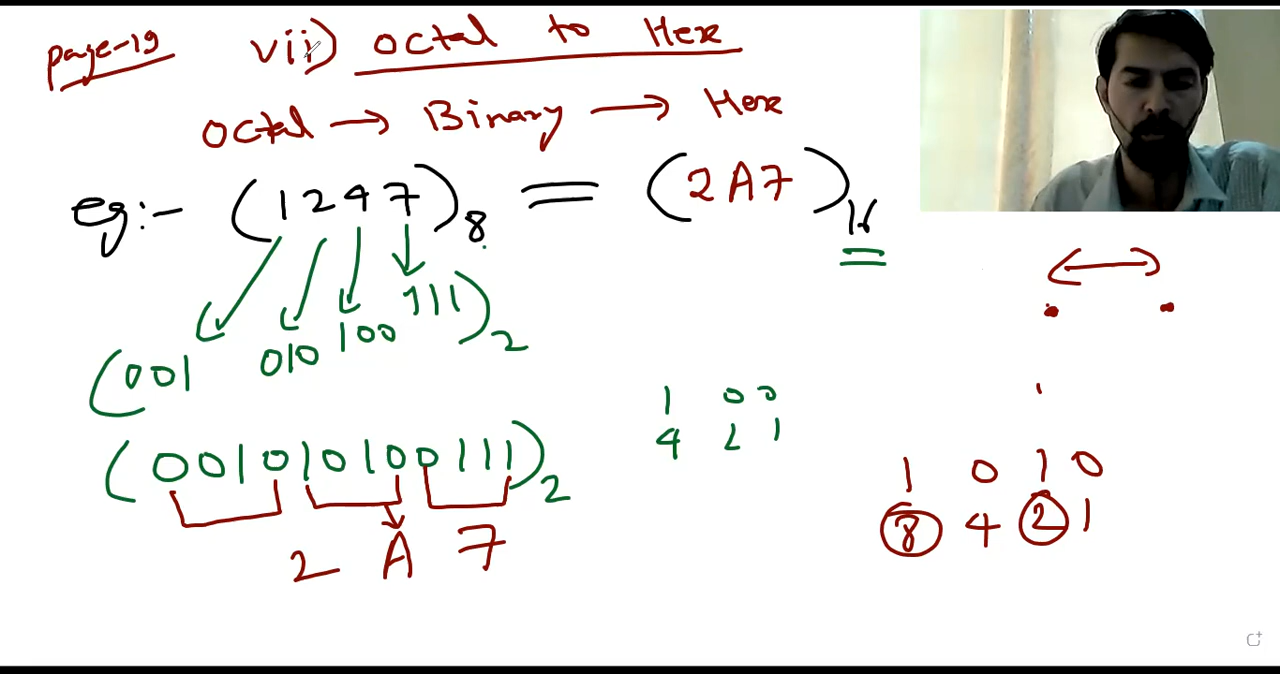 page-19 vii) Octal to Hex
Octal → Binary → Hex
eg:- (1247)8 = (2A7)16
(001 010 100 111)2
1 0 0
4 2 1
(001010100111)2
2 A 7
1 0 1 0
8 4 2 1